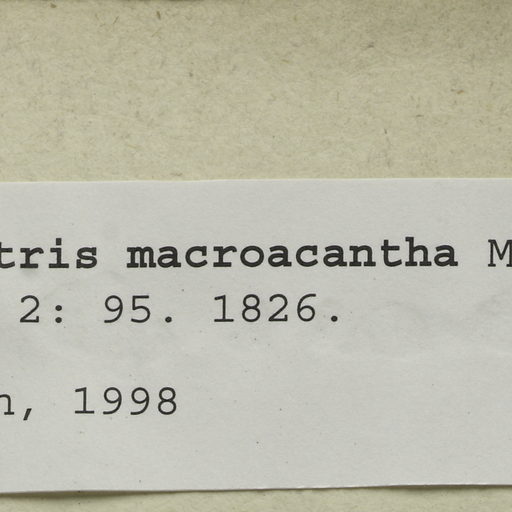 tris macroacantha M
2: 95. 1826.
n, 1998